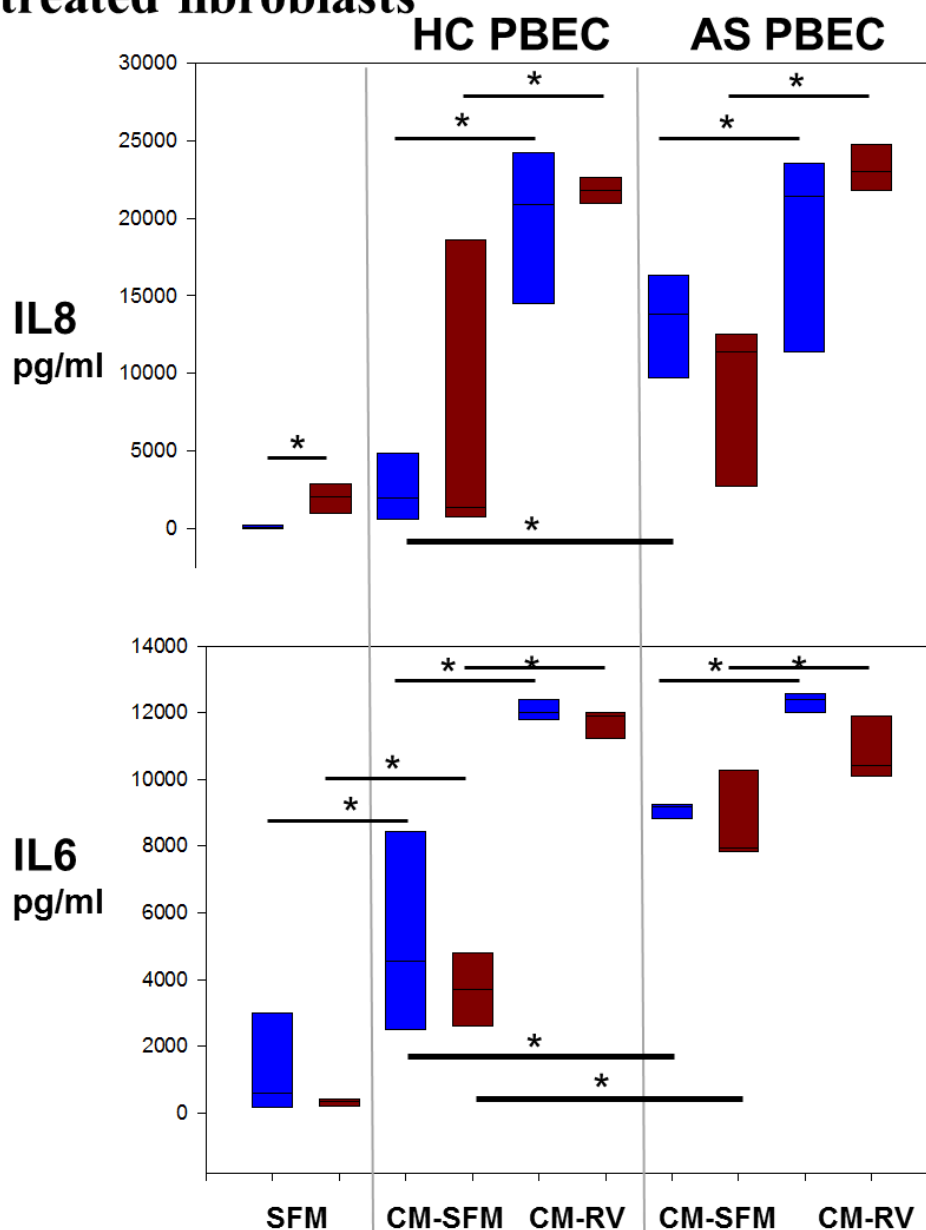 treated fibroblasts
HC PBEC AS PBEC
30000
25000
20000
15000
10000
5000
0
IL8
pg/ml
* * * * * *
14000
12000
10000
8000
6000
4000
2000
0
IL6
pg/ml
* * * * * * * *
SFM CM-SFM CM-RV CM-SFM CM-RV